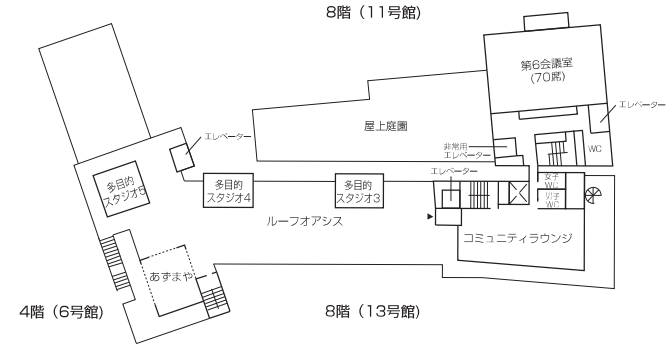 8階（11号館）
第6会議室
(70席)
エレベーター
エレベーター
屋上庭園
非常用
エレベーター
WC
エレベーター
女子
WC
男子
WC
多目的
スタジオ5
多目的
スタジオ4
多目的
スタジオ3
ルーフオアシス
コミュニティラウンジ
あずまや
4階（6号館）
8階（13号館）